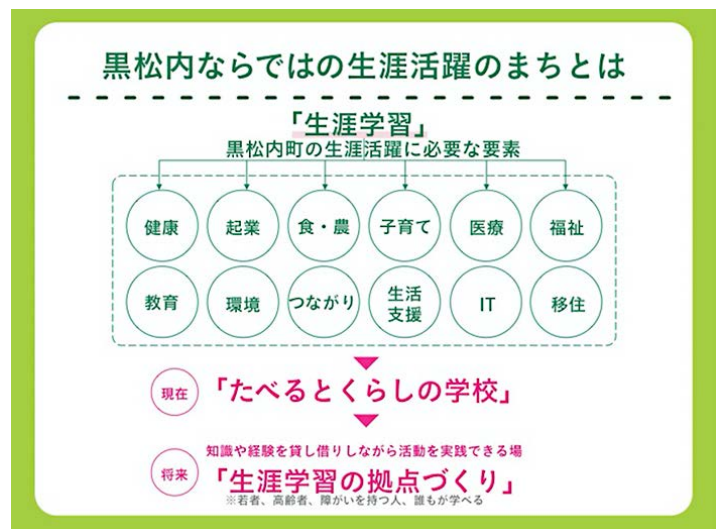 黒松内ならではの生涯活躍のまちとは
「生涯学習」
黒松内町の生涯活躍に必要な要素
健康 起業 食・農 子育て 医療 福祉
教育 環境 つながり 生活支援 IT 移住
現在 「たべるとくらしの学校」
知識や経験を貸し借りしながら活動を実践できる場
将来 「生涯学習の拠点づくり」
※若者、高齢者、障がいを持つ人、誰もが学べる